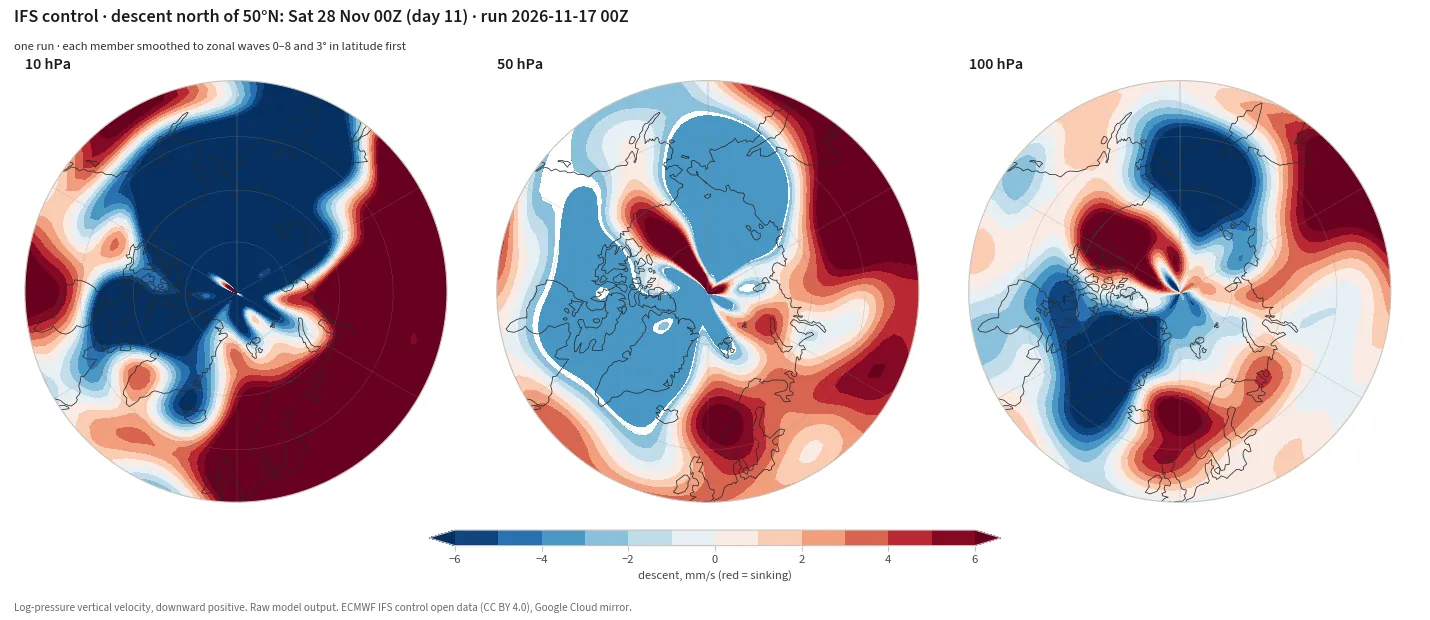 IFS control · descent north of 50°N: Sat 28 Nov 00Z (day 11) · run 2026-11-17 00Z
one run · each member smoothed to zonal waves 0–8 and 3° in latitude first
10 hPa
50 hPa
100 hPa
−6
−4
−2
0
2
4
6
descent, mm/s (red = sinking)
Log-pressure vertical velocity, downward positive. Raw model output. ECMWF IFS control open data (CC BY 4.0), Google Cloud mirror.